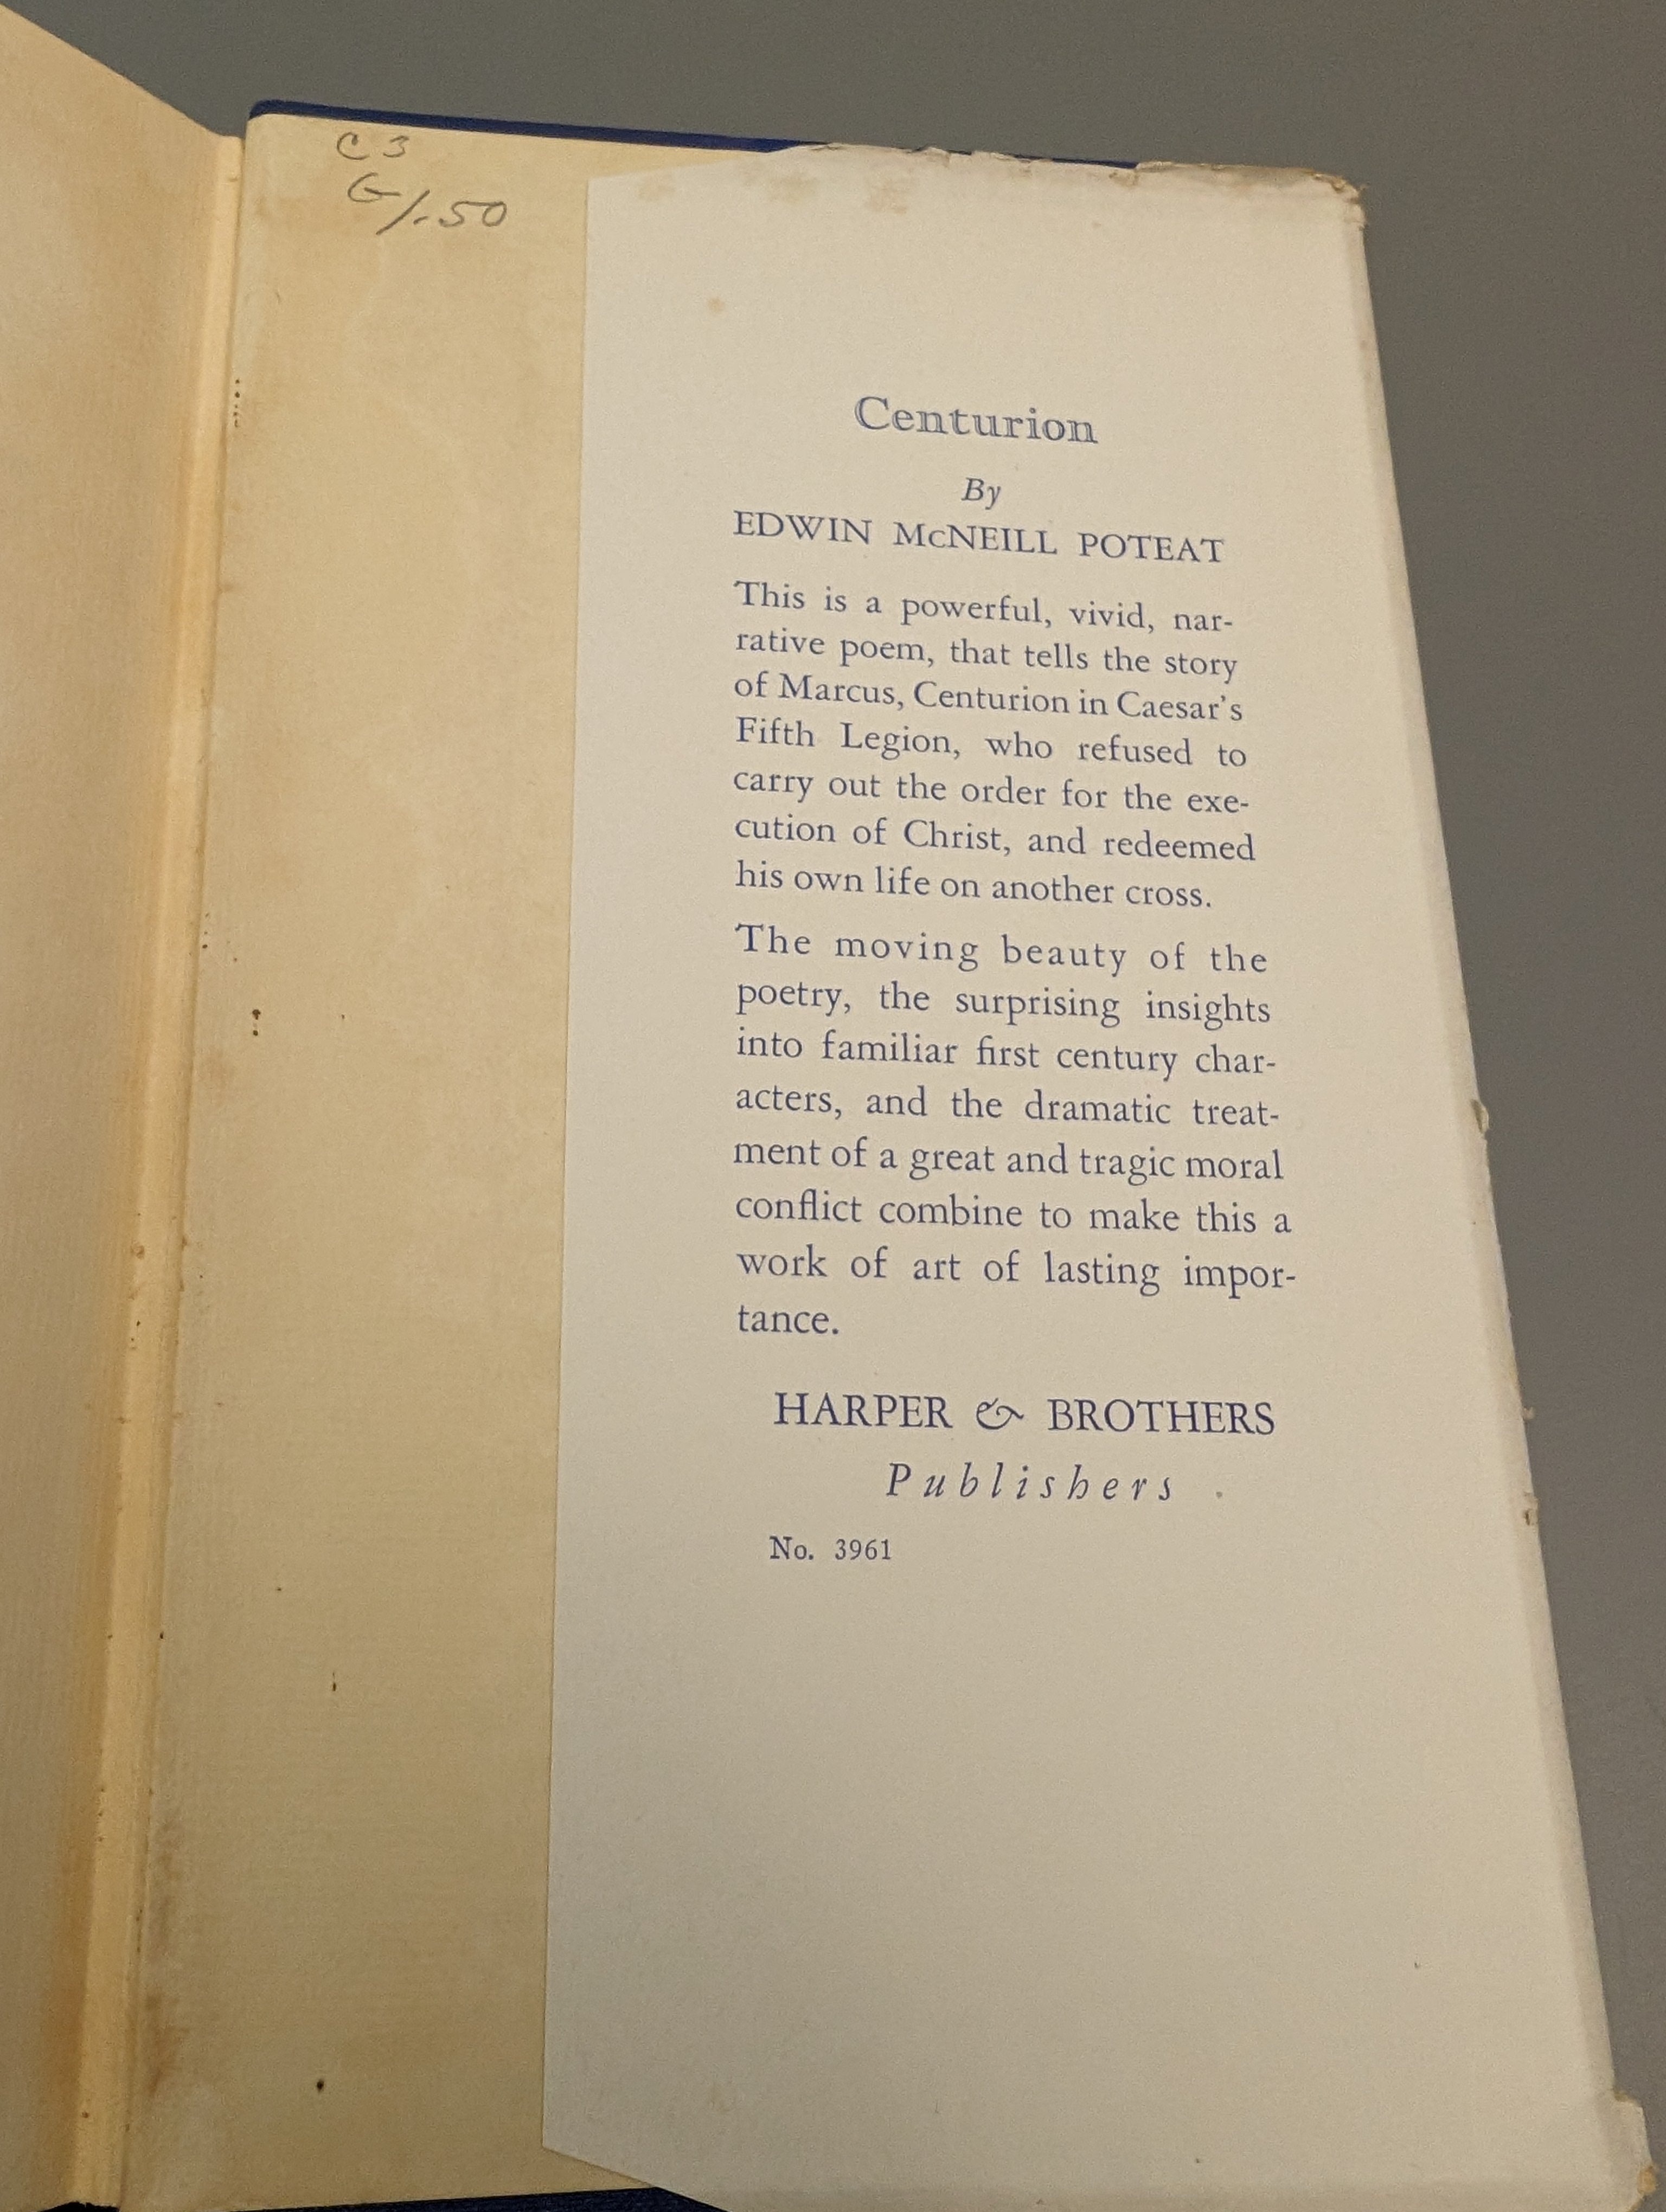 C 3
G/.50
Centurion
By
EDWIN McNEILL POTEAT
This is a powerful, vivid, nar-
rative poem, that tells the story
of Marcus, Centurion in Caesar's
Fifth Legion, who refused to
carry out the order for the exe-
cution of Christ, and redeemed
his own life on another cross.
The moving beauty of the
poetry, the surprising insights
into familiar first century char-
acters, and the dramatic treat-
ment of a great and tragic moral
conflict combine to make this a
work of art of lasting impor-
tance.
HARPER & BROTHERS
Publishers
No. 3961